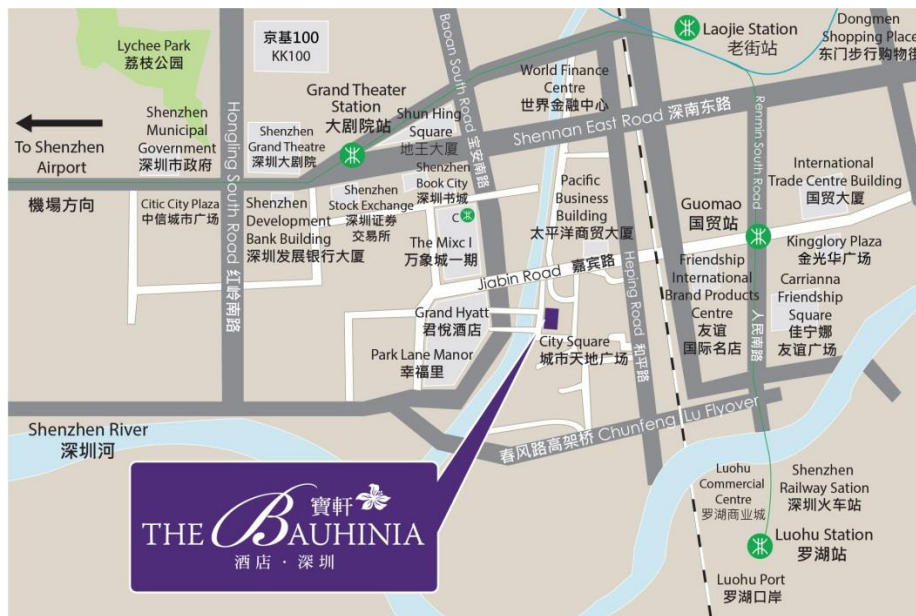 Lychee Park
荔枝公园
京基100
KK100
Baoan South Road 宝安南路
Laojie Station
老街站
Dongmen
Shopping Place
东门步行购物街
World Finance
Centre
世界金融中心
Grand Theater
Station
大剧院站
Shun Hing
Square
地王大厦
Shennan East Road 深南东路
Renmin South Road 人民南路
To Shenzhen
Airport
機場方向
Shenzhen
Municipal
Government
深圳市政府
Hongling South Road 红岭南路
Shenzhen
Grand Theatre
深圳大剧院
Shenzhen
Book City
深圳书城
Citic City Plaza
中信城市广场
Shenzhen
Development
Bank Building
深圳发展银行大厦
Shenzhen
Stock Exchange
深圳证券
交易所
C
The Mixc I
万象城一期
Pacific
Business
Building
太平洋商贸大厦
International
Trade Centre Building
国贸大厦
Guomao
国贸站
Kingglory Plaza
金光华广场
Jiabin Road 嘉宾路
Heping Road 和平路
Friendship
International
Brand Products
Centre
友谊
国际名店
Carrianna
Friendship
Square
佳宁娜
友谊广场
Grand Hyatt
君悦酒店
Park Lane Manor
幸福里
City Square
城市天地广场
春风路高架桥 Chunfeng Lu Flyover
Shenzhen River
深圳河
寶軒
THE BAUHINIA
酒店 · 深圳
Luohu
Commercial
Centre
罗湖商业城
Shenzhen
Railway Sation
深圳火车站
Luohu Station
罗湖站
Luohu Port
罗湖口岸